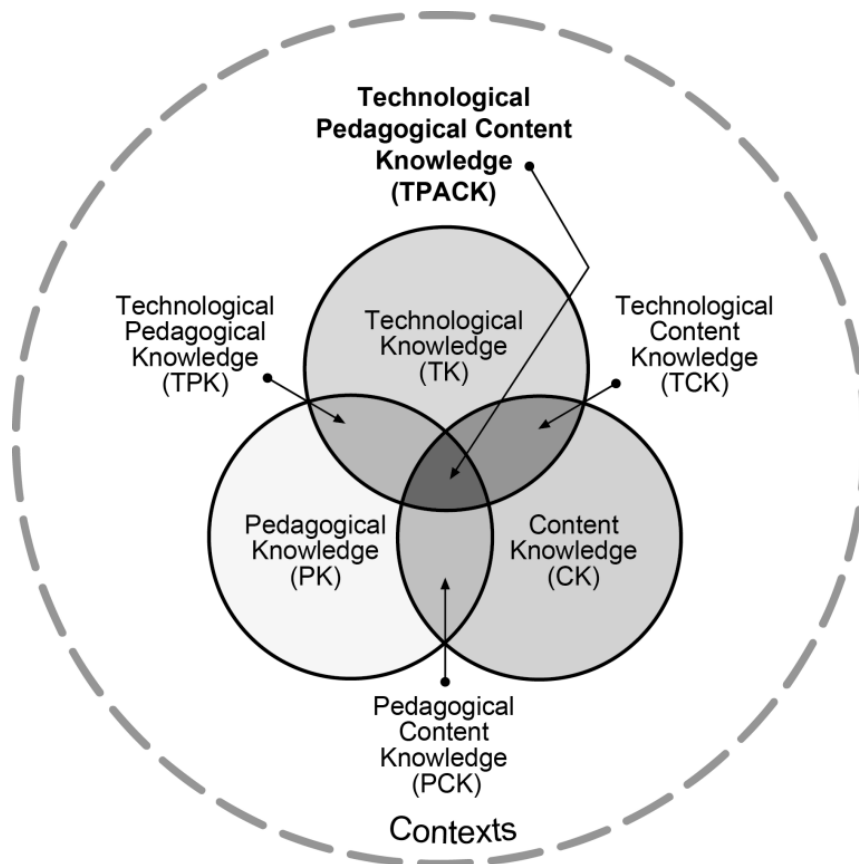 Technological
Pedagogical Content
Knowledge
(TPACK)
Technological
Pedagogical
Knowledge
(TPK)
Technological
Knowledge
(TK)
Technological
Content
Knowledge
(TCK)
Pedagogical
Knowledge
(PK)
Content
Knowledge
(CK)
Pedagogical
Content
Knowledge
(PCK)
Contexts